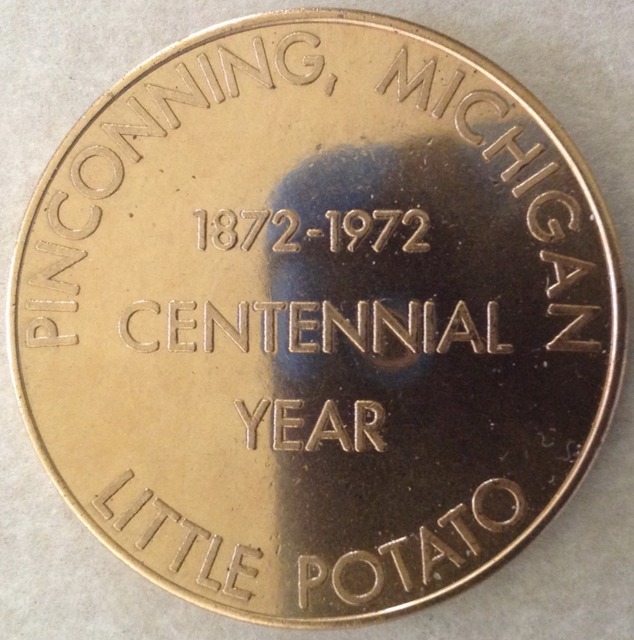 PINCONNING, MICHIGAN
1872-1972
CENTENNIAL
YEAR
LITTLE POTATO